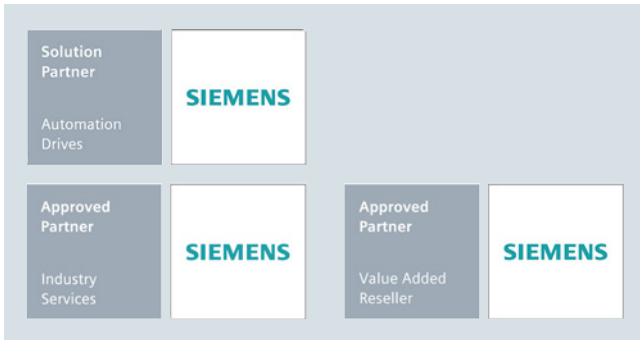 Solution
Partner
Automation
Drives
SIEMENS
Approved
Partner
Industry
Services
SIEMENS
Approved
Partner
Value Added
Reseller
SIEMENS